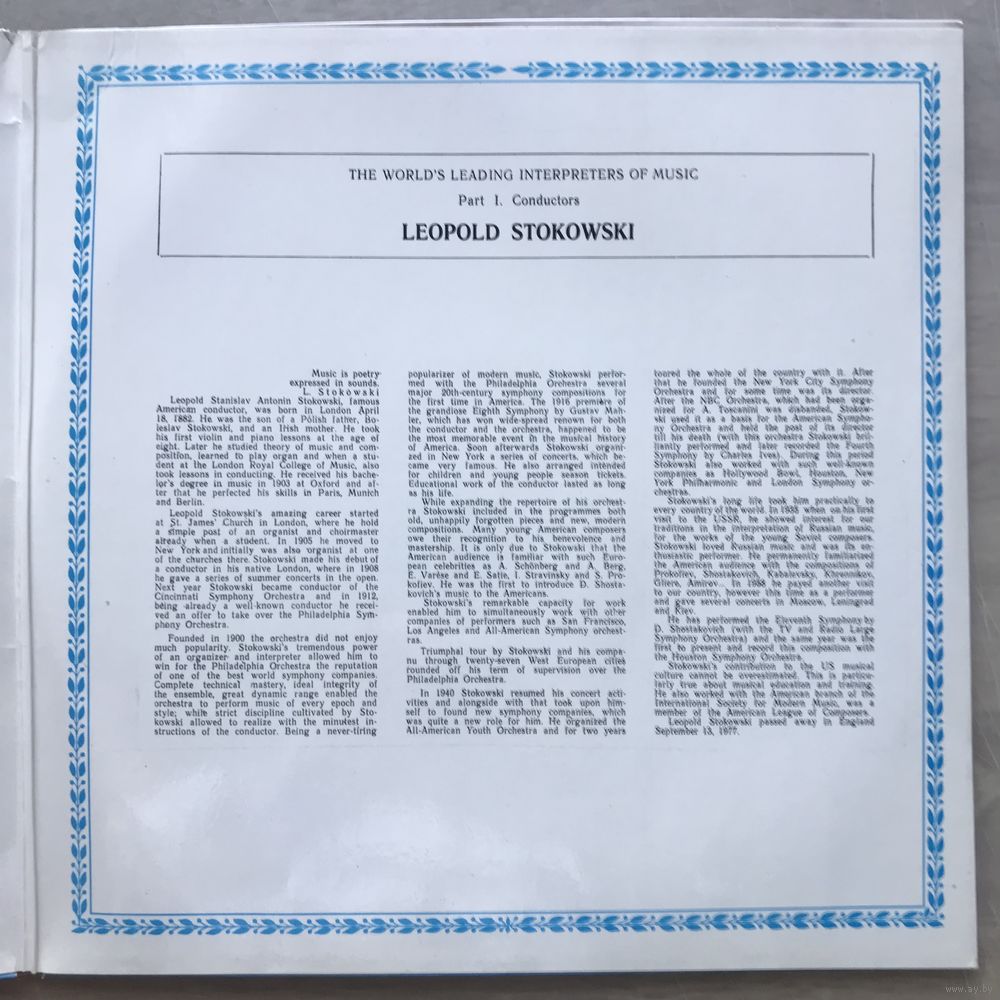 THE WORLD'S LEADING INTERPRETERS OF MUSIC
Part I. Conductors
LEOPOLD STOKOWSKI
Music is poetry
expressed in sounds.
L. Stokowski
Leopold Stanislav Antonin Stokowski, famous
American conductor, was born in London April
18, 1882. He was the son of a Polish father, Bo-
leslav Stokowski, and an Irish mother. He took
his first violin and piano lessons at the age of
eight. Later he studied theory of music and com-
position, learned to play organ and when a stu-
dent at the London Royal College of Music, also
took lessons in conducting. He received his bache-
lor's degree in music in 1903 at Oxford and af-
ter that he perfected his skills in Paris, Munich
and Berlin.
Leopold Stokowski's amazing career started
at St. James' Church in London, where he hold
a simple post of an organist and choirmaster
already when a student. In 1905 he moved to
New York and initially was also organist at one
of the churches there. Stokowski made his debut of
a conductor in his native London, where in 1908
he gave a series of summer concerts in the open.
Next year Stokowski became conductor of the
Cincinnati Symphony Orchestra and in 1912,
being already a well-known conductor he recei-
ved an offer to take over the Philadelphia Sym-
phony Orchestra.
Founded in 1900 the orchestra did not enjoy
much popularity. Stokowski's tremendous power
of an organizer and interpreter allowed him to
win for the Philadelphia Orchestra the reputation
of one of the best world symphony companies.
Complete technical mastery, ideal integrity of
the ensemble, great dynamic range enabled the
orchestra to perform music of every epoch and
style; while strict discipline cultivated by Sto-
kowski allowed to realize with the minutest in-
structions of the conductor. Being a never-tiring
popularizer of modern music, Stokowski perfor-
med with the Philadelphia Orchestra several
major 20th-century symphony compositions for
the first time in America. The 1916 première of
the grandiose Eighth Symphony by Gustav Mah-
ler, which has won wide-spread renown for both
the conductor and the orchestra, happened to be
the most memorable event in the musical history
of America. Soon afterwards Stokowski organi-
zed in New York a series of concerts, which be-
came very famous. He also arranged intended
for children and young people season tickets.
Educational work of the conductor lasted as long
as his life.
While expanding the repertoire of his orchest-
ra Stokowski included in the programmes both
old, unhappily forgotten pieces and new, modern
compositions. Many young American composers
owe their recognition to his benevolence and
mastership. It is only due to Stokowski that the
American audience is familiar with such Euro-
pean celebrities as A. Schönberg and A. Berg,
E. Varèse and E. Satie, I. Stravinsky and S. Pro-
kofiev. He was the first to introduce D. Shosta-
kovich's music to the Americans.
Stokowski's remarkable capacity for work
enabled him to simultaneously work with other
companies of performers such as San Francisco,
Los Angeles and All-American Symphony orchest-
ras.
Triumphal tour by Stokowski and his compa-
nu through twenty-seven West European cities
rounded off his term of supervision over the
Philadelphia Orchestra.
In 1940 Stokowski resumed his concert acti-
vities and alongside with that took upon him-
self to found new symphony companies, which
was quite a new role for him. He organized the
All-American Youth Orchestra and for two years
toured the whole of the country with it. After
that he founded the New York City Symphony
Orchestra and for some time was its director.
After the NBC Orchestra, which had been orga-
nized for A. Toscanini was disbanded, Stokow-
ski used it as a basis for the American Sympho-
ny Orchestra and held the post of its director
till his death (with this orchestra Stokowski bril-
liantly performed and later recorded the Fourth
Symphony by Charles Ives). During this period
Stokowski also worked with such well-known
companies as Hollywood Bowl, Houston, New
York Philharmonic and London Symphony or-
chestras.
Stokowski's long life took him practically to
every country of the world. In 1935 when on his first
visit to the USSR, he showed interest for our
traditions in the interpretation of Russian music,
for the works of the young Soviet composers.
Stokowski loved Russian music and was its en-
thusiastic performer. He permanently familiarized
the American audience with the compositions of
Prokofiev, Shostakovich, Kabalevsky, Khrennikov,
Gliere, Amirov... In 1958 he payed another visit
to our country, however this time as a performer
and gave several concerts in Moscow, Leningrad
and Kiev.
He has performed the Eleventh Symphony by
D. Shostakovich (with the TV and Radio Large
Symphony Orchestra) and the same year was the
first to present and record this composition with
the Houston Symphony Orchestra.
Stokowski's contribution to the US musical
culture cannot be overestimated. This is particu-
larly true about musical education and training.
He also worked with the American branch of the
International Society for Modern Music, was a
member of the American League of Composers.
Leopold Stokowski passed away in England
September 13, 1977.
www.ay.by